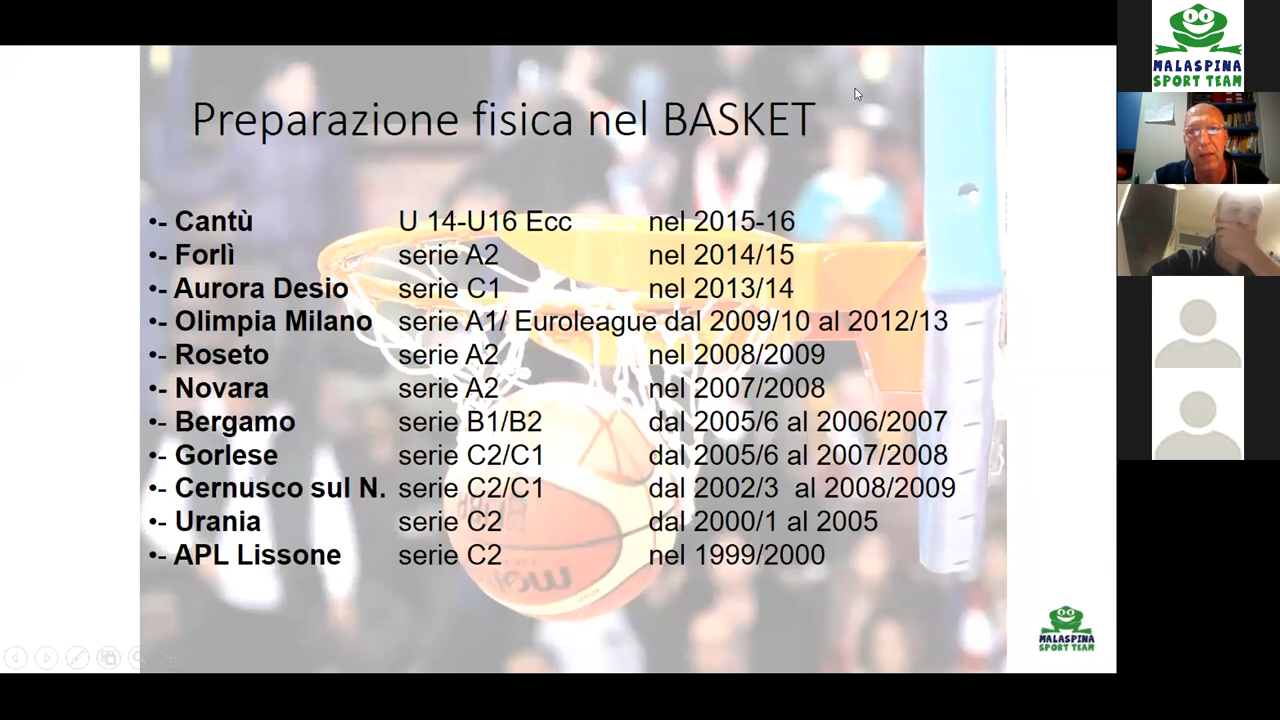 Preparazione fisica nel BASKET
•- Cantù U 14-U16 Ecc nel 2015-16
•- Forlì serie A2 nel 2014/15
•- Aurora Desio serie C1 nel 2013/14
•- Olimpia Milano serie A1/ Euroleague dal 2009/10 al 2012/13
•- Roseto serie A2 nel 2008/2009
•- Novara serie A2 nel 2007/2008
•- Bergamo serie B1/B2 dal 2005/6 al 2006/2007
•- Gorlese serie C2/C1 dal 2005/6 al 2007/2008
•- Cernusco sul N. serie C2/C1 dal 2002/3 al 2008/2009
•- Urania serie C2 dal 2000/1 al 2005
•- APL Lissone serie C2 nel 1999/2000
MALASPINA
SPORT TEAM
MALASPINA
SPORT TEAM